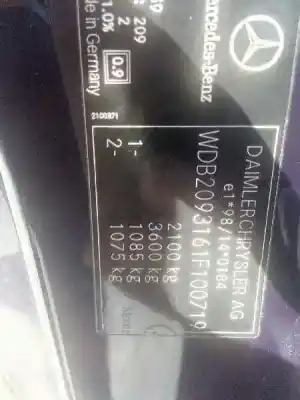 Mercedes-Benz
209
2
1.0%
Made in Germany
0.9
2100871
DAIMLERCHRYSLER AG
e1*98/14*0184
WDB2093161F100719
2100 kg
3600 kg
1- 1085 kg
2- 1075 kg